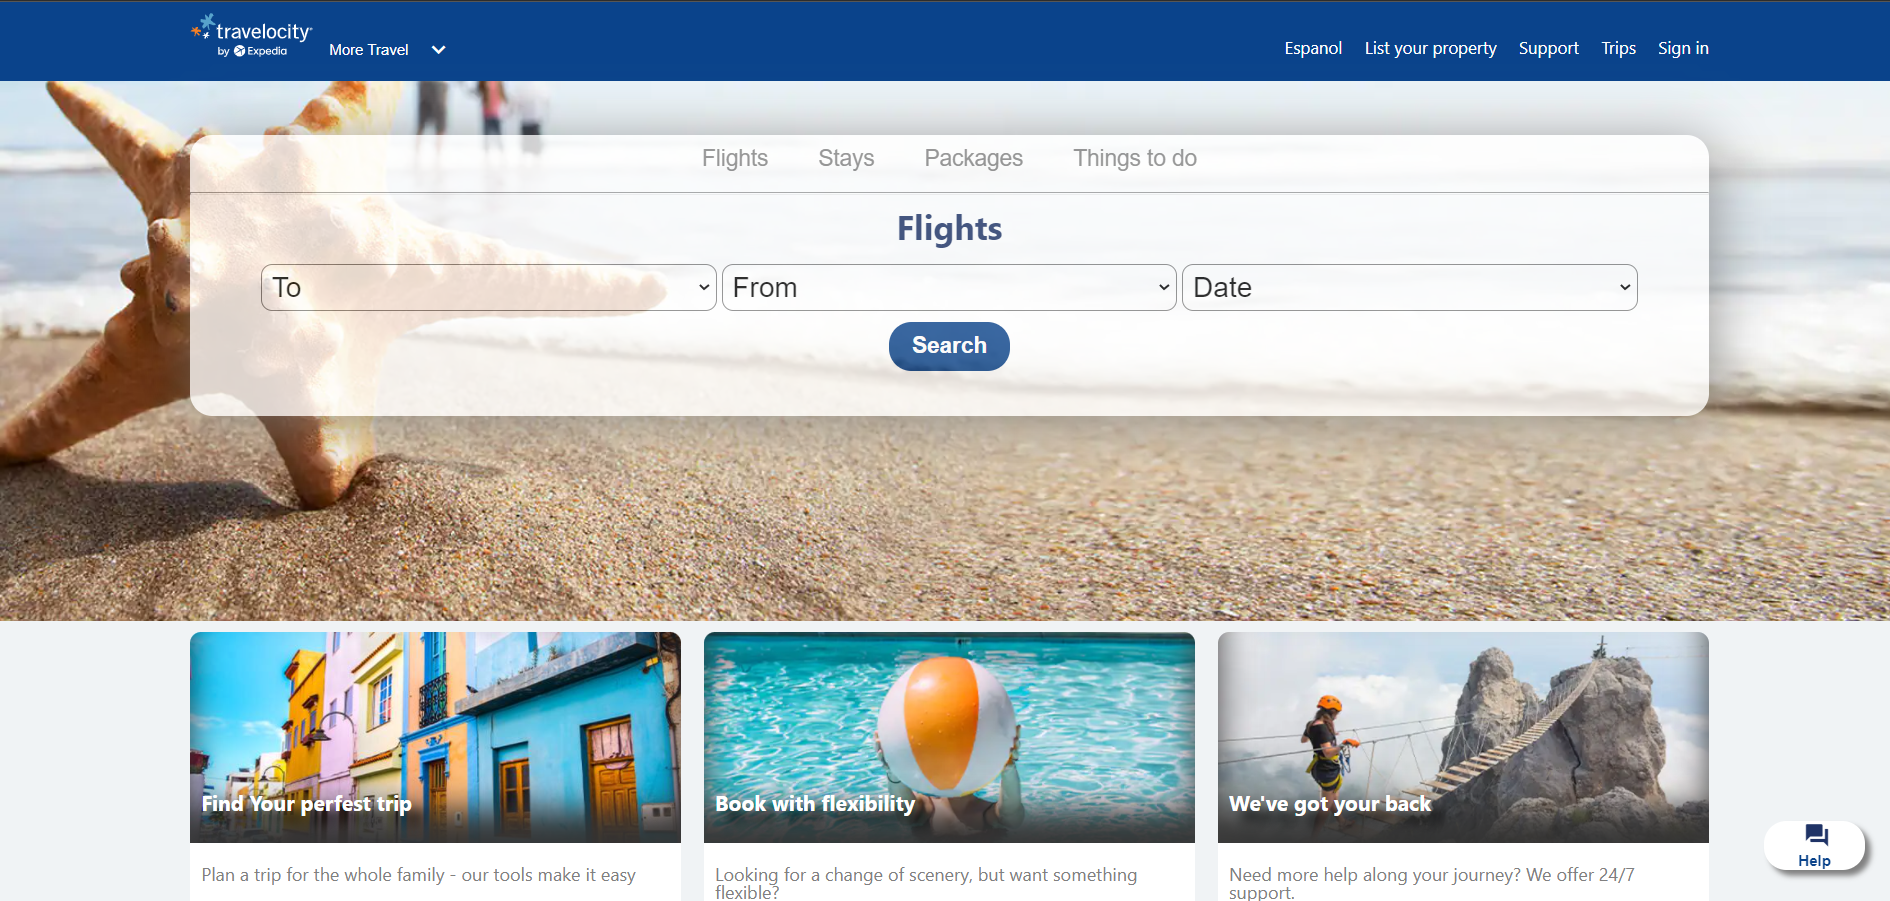 travelocity
by Expedia
More Travel
Espanol
List your property
Support
Trips
Sign in
Flights
Stays
Packages
Things to do
Flights
To
From
Date
Search
Find Your perfest trip
Book with flexibility
We've got your back
Plan a trip for the whole family - our tools make it easy
Looking for a change of scenery, but want something
flexible?
Need more help along your journey? We offer 24/7
support.
Help